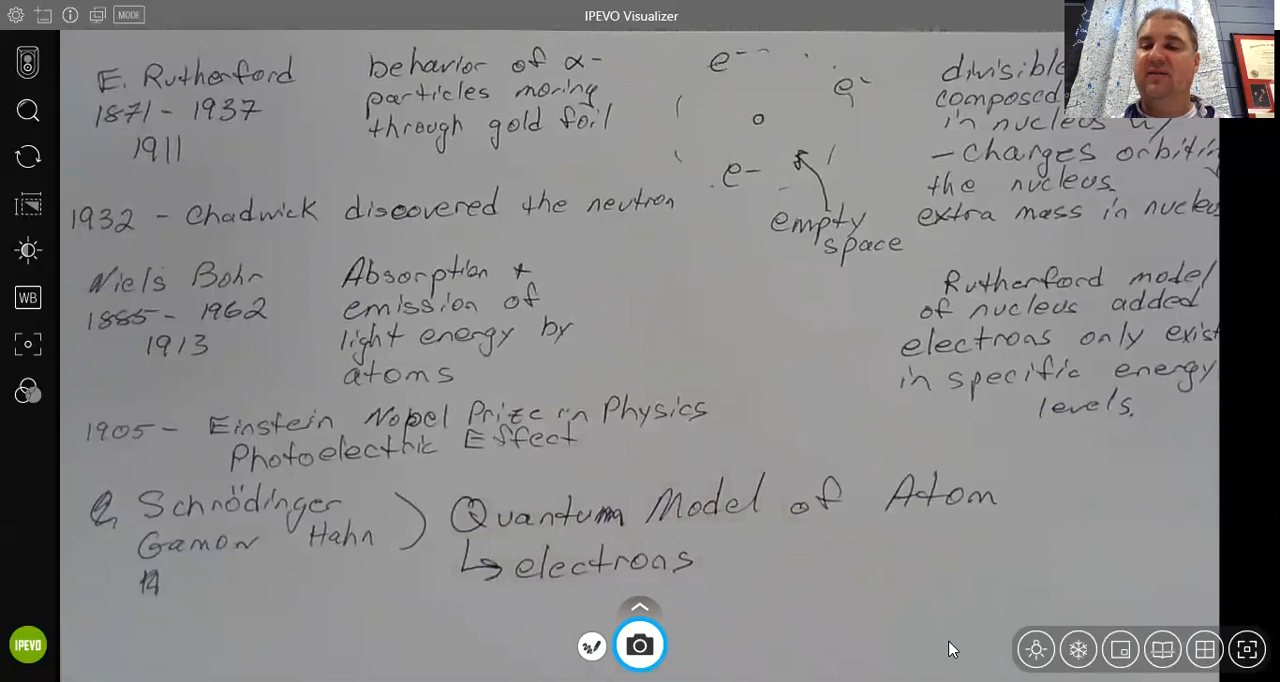 MODE
IPEVO Visualizer
E. Rutherford
1871 - 1937
1911
behavior of α-
particles moving
through gold foil
e-
e-
e-
empty
space
divisible
composed
in nucleus w/
- charges orbitin
the nucleus.
extra mass in nucleu
1932 - Chadwick discovered the neutron
Niels Bohr
1885 - 1962
1913
Absorption +
emission of
light energy by
atoms
Rutherford model
of nucleus added
electrons only exist
in specific energy
levels.
1905 - Einstein Nopel Prize in Physics
Photoelectric Effect
Schrödinger
Gamow Hahn
Quantum Model of Atom
↳ electrons
WB
IPEVO